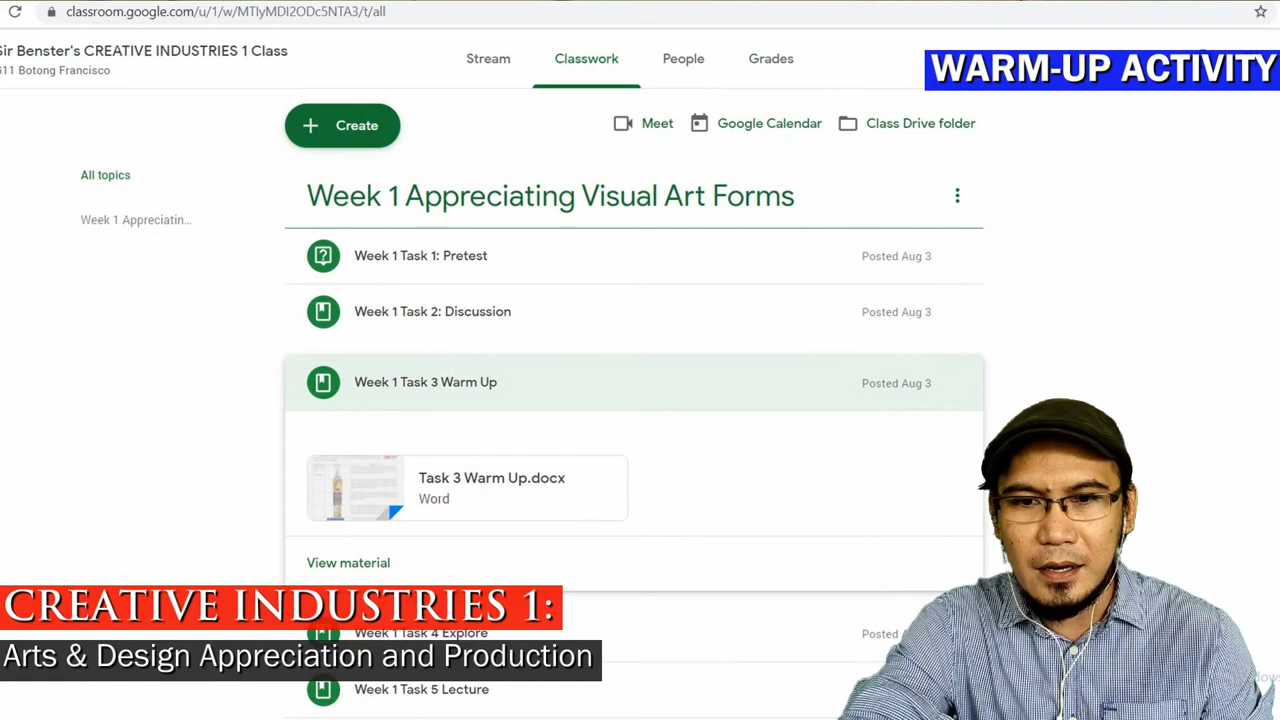 classroom.google.com/u/1/w/MTIyMDI2ODc5NTA3/t/all
Sir Benster's CREATIVE INDUSTRIES 1 Class
611 Botong Francisco
Stream
Classwork
People
Grades
WARM-UP ACTIVITY
Create
Meet
Google Calendar
Class Drive folder
All topics
Week 1 Appreciatin...
Week 1 Appreciating Visual Art Forms
Week 1 Task 1: Pretest
Posted Aug 3
Week 1 Task 2: Discussion
Posted Aug 3
Week 1 Task 3 Warm Up
Posted Aug 3
Task 3 Warm Up.docx
Word
View material
CREATIVE INDUSTRIES 1:
Week 1 Task 4 Explore
Posted
Arts & Design Appreciation and Production
Week 1 Task 5 Lecture